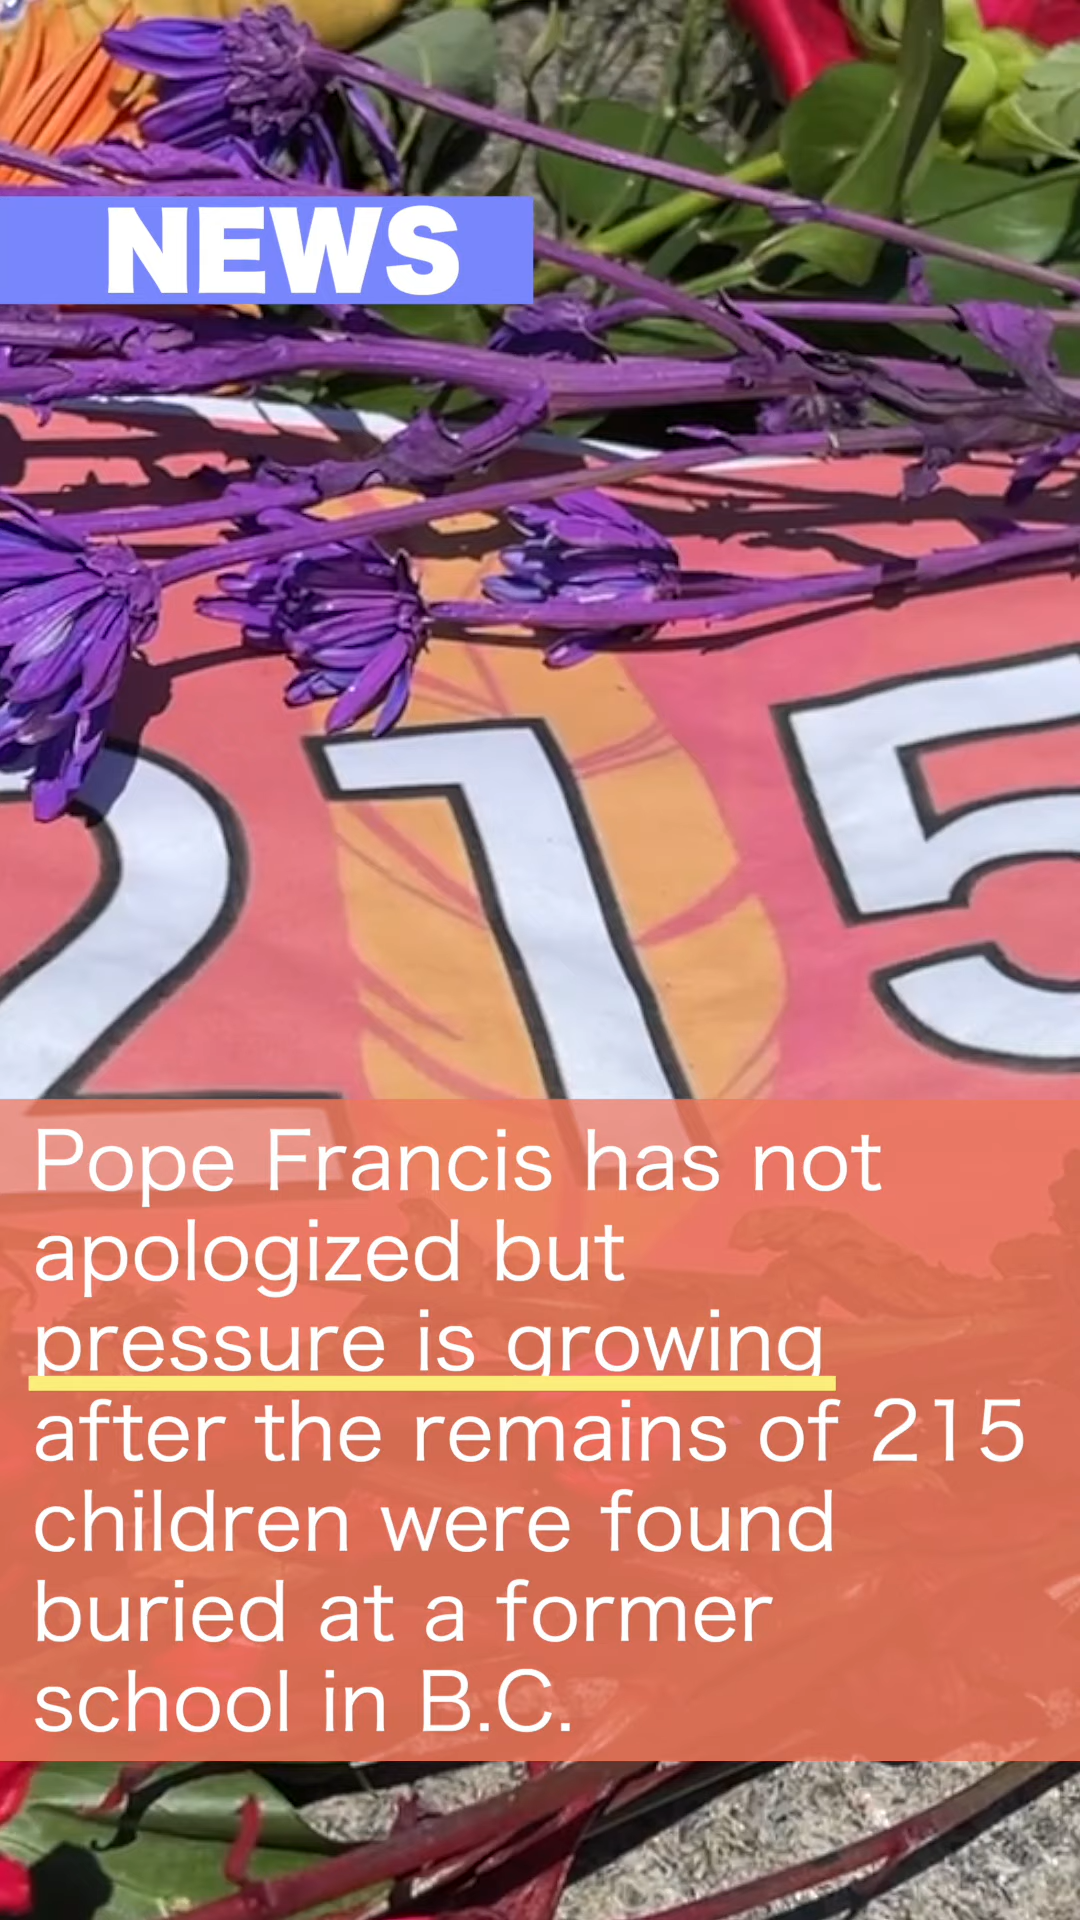 NEWS
215
Pope Francis has not
apologized but
pressure is growing
after the remains of 215
children were found
buried at a former
school in B.C.